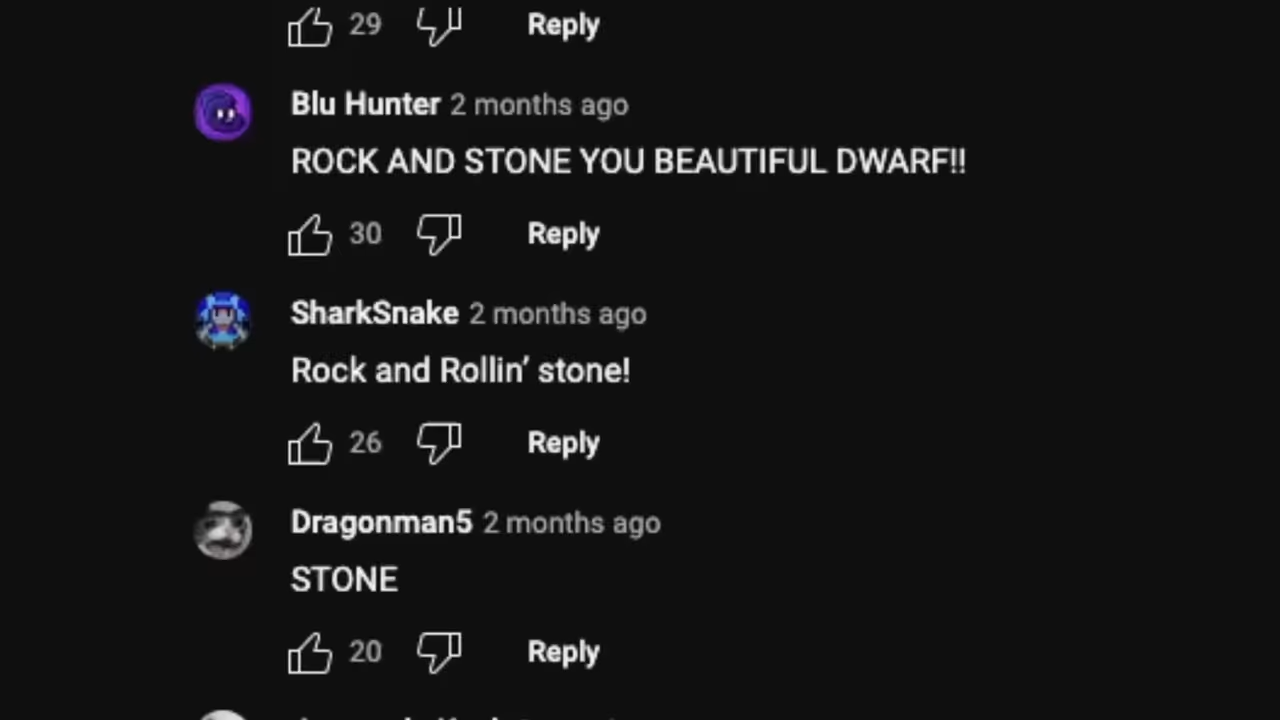 29 Reply
Blu Hunter 2 months ago
ROCK AND STONE YOU BEAUTIFUL DWARF!!
30 Reply
SharkSnake 2 months ago
Rock and Rollin’ stone!
26 Reply
Dragonman5 2 months ago
STONE
20 Reply